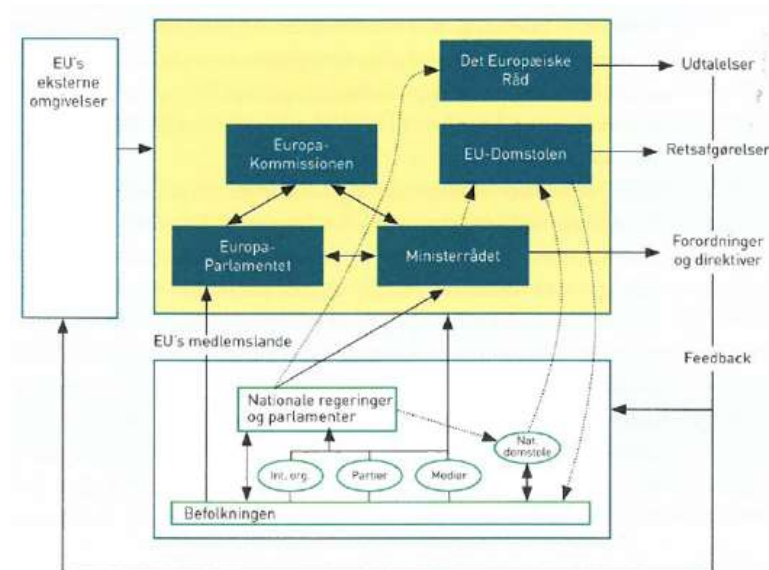 EU's
eksterne
omgivelser
Det Europæiske
Råd
Udtalelser
Europa-
Kommissionen
EU-Domstolen
Retsafgørelser
Europa-
Parlamentet
Ministerrådet
Forordninger
og direktiver
EU's medlemslande
Feedback
Nationale regeringer
og parlamenter
Nat.
domstole
Int. org.
Partier
Medier
Befolkningen